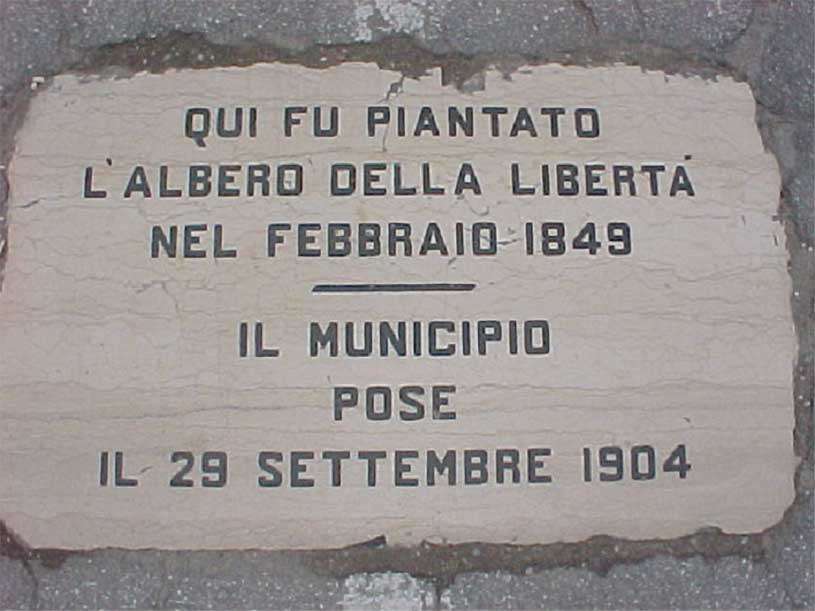 QUI FU PIANTATO
L'ALBERO DELLA LIBERTÀ
NEL FEBBRAIO 1849
IL MUNICIPIO
POSE
IL 29 SETTEMBRE 1904